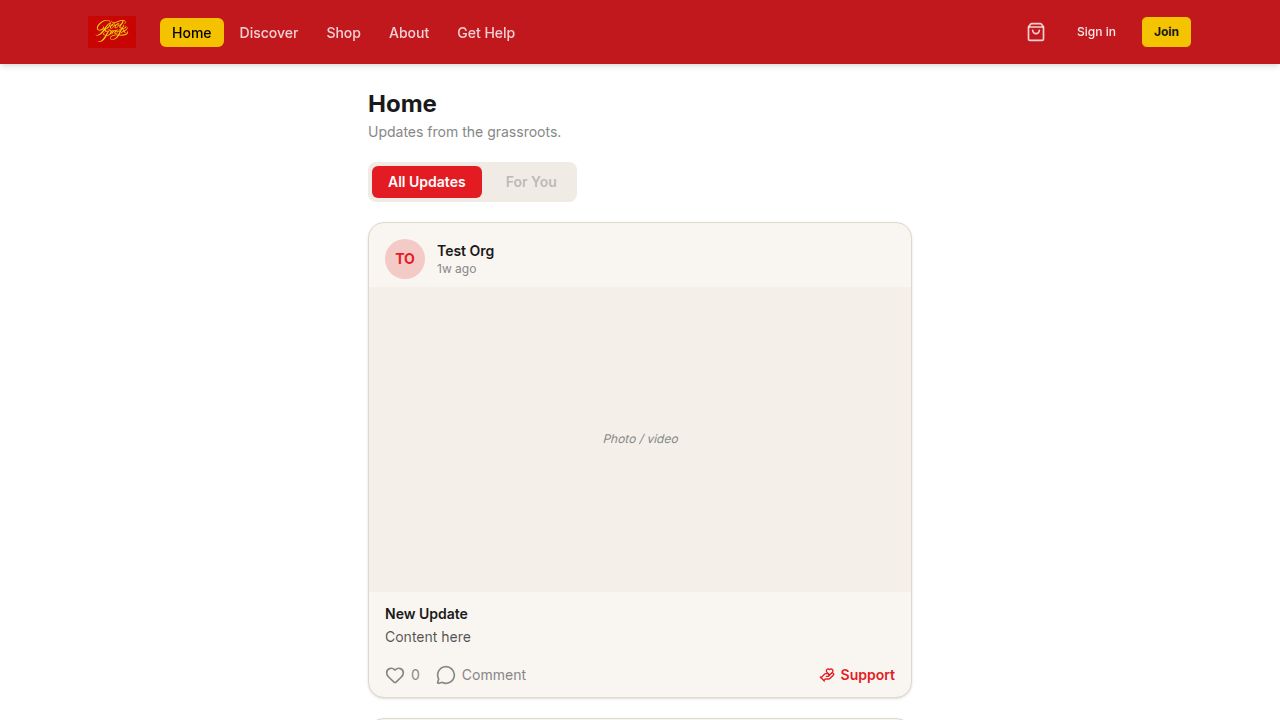 Home
Discover
Shop
About
Get Help
Sign in
Join
Home
Updates from the grassroots.
All Updates
For You
TO
Test Org
1w ago
Photo / video
New Update
Content here
0
Comment
Support